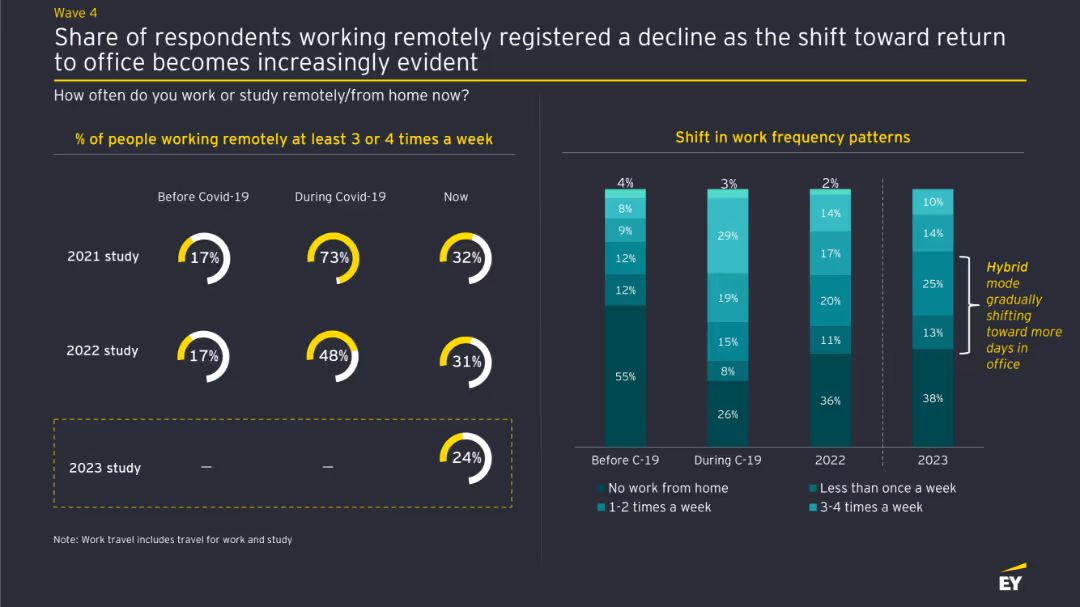 Wave 4
Share of respondents working remotely registered a decline as the shift toward return
to office becomes increasingly evident
How often do you work or study remotely/from home now?
% of people working remotely at least 3 or 4 times a week
Before Covid-19
During Covid-19
Now
2021 study
17%
73%
32%
2022 study
17%
48%
31%
2023 study
–
–
24%
Note: Work travel includes travel for work and study
Shift in work frequency patterns
4%
8%
9%
12%
12%
55%
3%
29%
19%
15%
8%
26%
2%
14%
17%
20%
11%
36%
10%
14%
25%
13%
38%
Hybrid
mode
gradually
shifting
toward more
days in
office
Before C-19
During C-19
2022
2023
No work from home
Less than once a week
1-2 times a week
3-4 times a week
EY